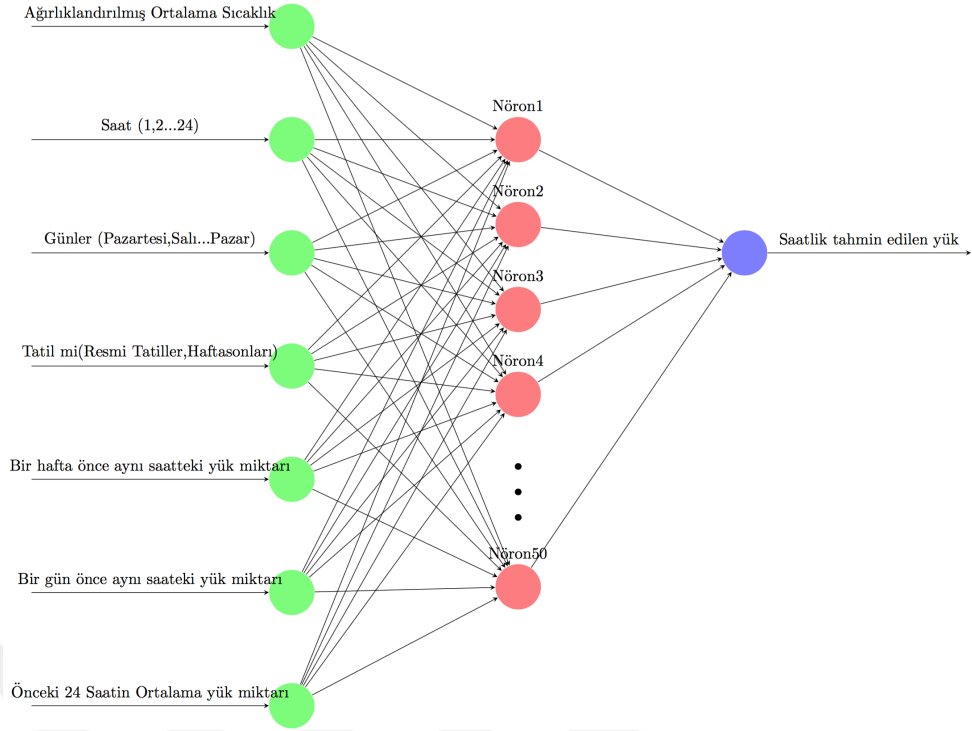 Ağırlıklandırılmış Ortalama Sıcaklık
Saat (1,2...24)
Günler (Pazartesi,Salı...Pazar)
Tatil mi(Resmi Tatiller,Haftasonları)
Bir hafta önce aynı saatteki yük miktarı
Bir gün önce aynı saateki yük miktarı
Önceki 24 Saatin Ortalama yük miktarı
Nöron1
Nöron2
Nöron3
Nöron4
Nöron50
Saatlik tahmin edilen yük